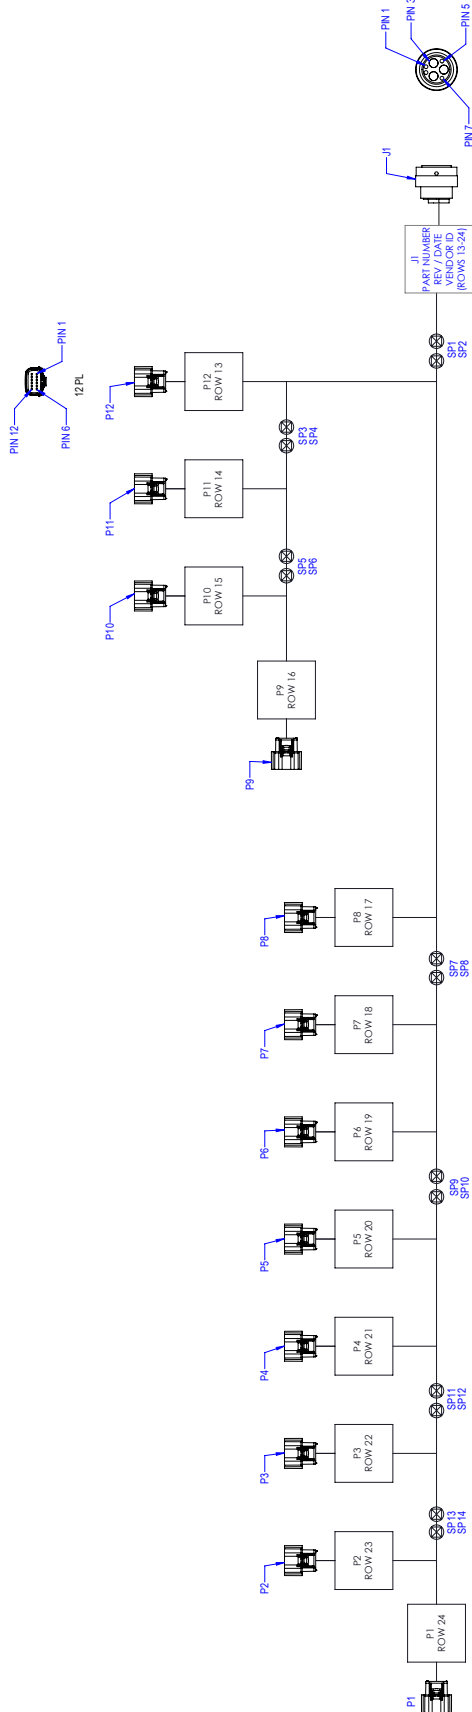 PIN 1
PIN 3
PIN 5
PIN 7
J1
J1
PART NUMBER
REV / DATE
VENDOR ID
(ROWS 13-24)
SP1
SP2
PIN 12
PIN 1
PIN 6
12 PL
P12
P12
ROW 13
SP3
SP4
P11
P11
ROW 14
SP5
SP6
P10
P10
ROW 15
P9
ROW 16
P9
P8
P8
ROW 17
SP7
SP8
P7
P7
ROW 18
P6
P6
ROW 19
SP9
SP10
P5
P5
ROW 20
P4
P4
ROW 21
SP11
SP12
P3
P3
ROW 22
SP13
SP14
P2
P2
ROW 23
P1
ROW 24
P1